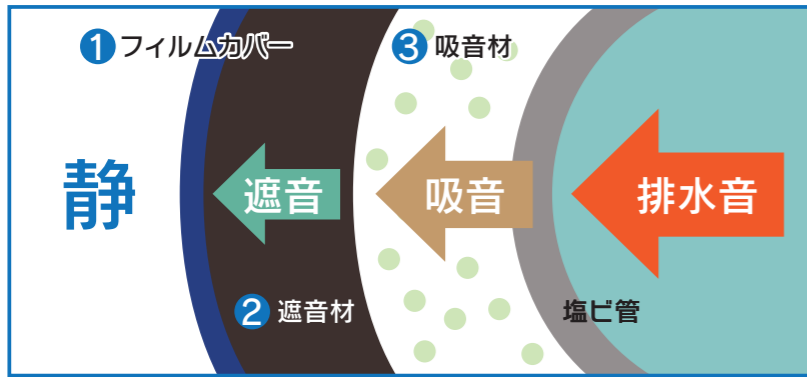 ❶フィルムカバー
❸吸音材
静
遮音
吸音
排水音
❷遮音材
塩ビ管